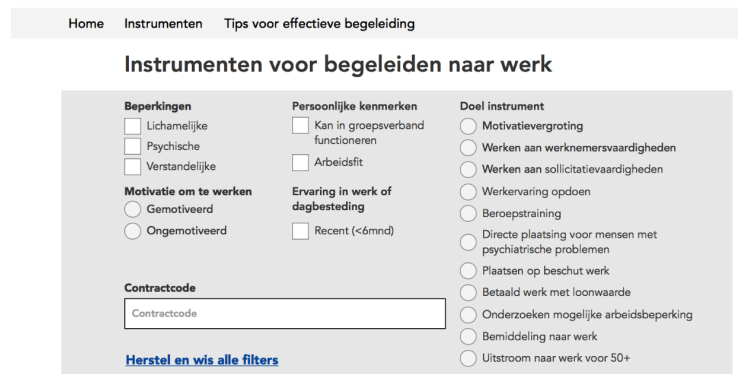 Home Instrumenten Tips voor effectieve begeleiding
Instrumenten voor begeleiden naar werk
Beperkingen
Lichamelijke
Psychische
Verstandelijke
Motivatie om te werken
Gemotiveerd
Ongemotiveerd
Persoonlijke kenmerken
Kan in groepsverband
functioneren
Arbeidsfit
Ervaring in werk of
dagbesteding
Recent (<6mnd)
Contractcode
Contractcode
Herstel en wis alle filters
Doel instrument
Motivatievergroting
Werken aan werknemersvaardigheden
Werken aan sollicitatievaardigheden
Werkervaring opdoen
Beroepstraining
Directe plaatsing voor mensen met
psychiatrische problemen
Plaatsen op beschut werk
Betaald werk met loonwaarde
Onderzoeken mogelijke arbeidsbeperking
Bemiddeling naar werk
Uitstroom naar werk voor 50+